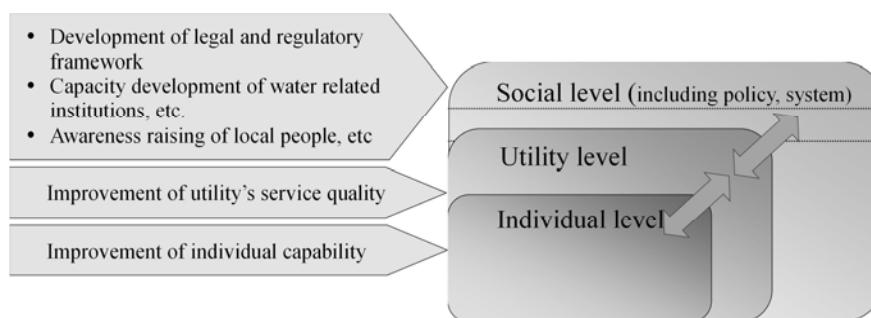 • Development of legal and regulatory
framework
• Capacity development of water related
institutions, etc.
• Awareness raising of local people, etc
Improvement of utility's service quality
Improvement of individual capability
Social level (including policy, system)
Utility level
Individual level